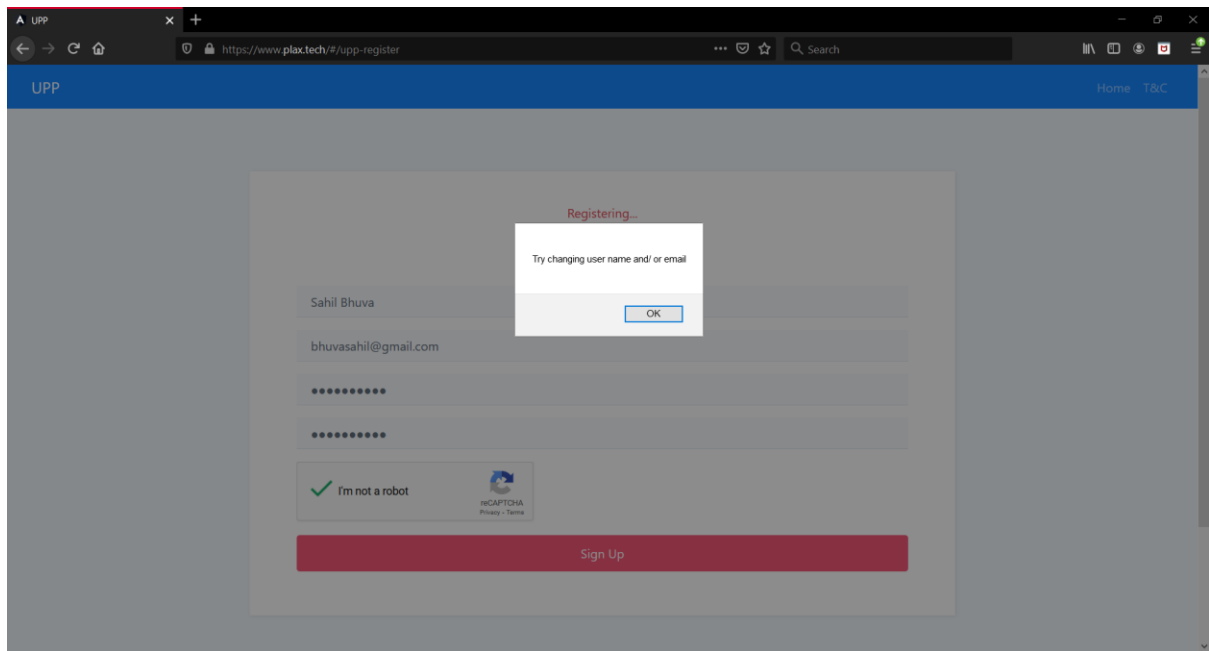 UPP
https://www.plax.tech/#/upp-register
Search
UPP
Home T&C
Registering...
Try changing user name and/ or email
OK
Sahil Bhuva
bhuvasahil@gmail.com
I'm not a robot
reCAPTCHA
Privacy - Terms
Sign Up